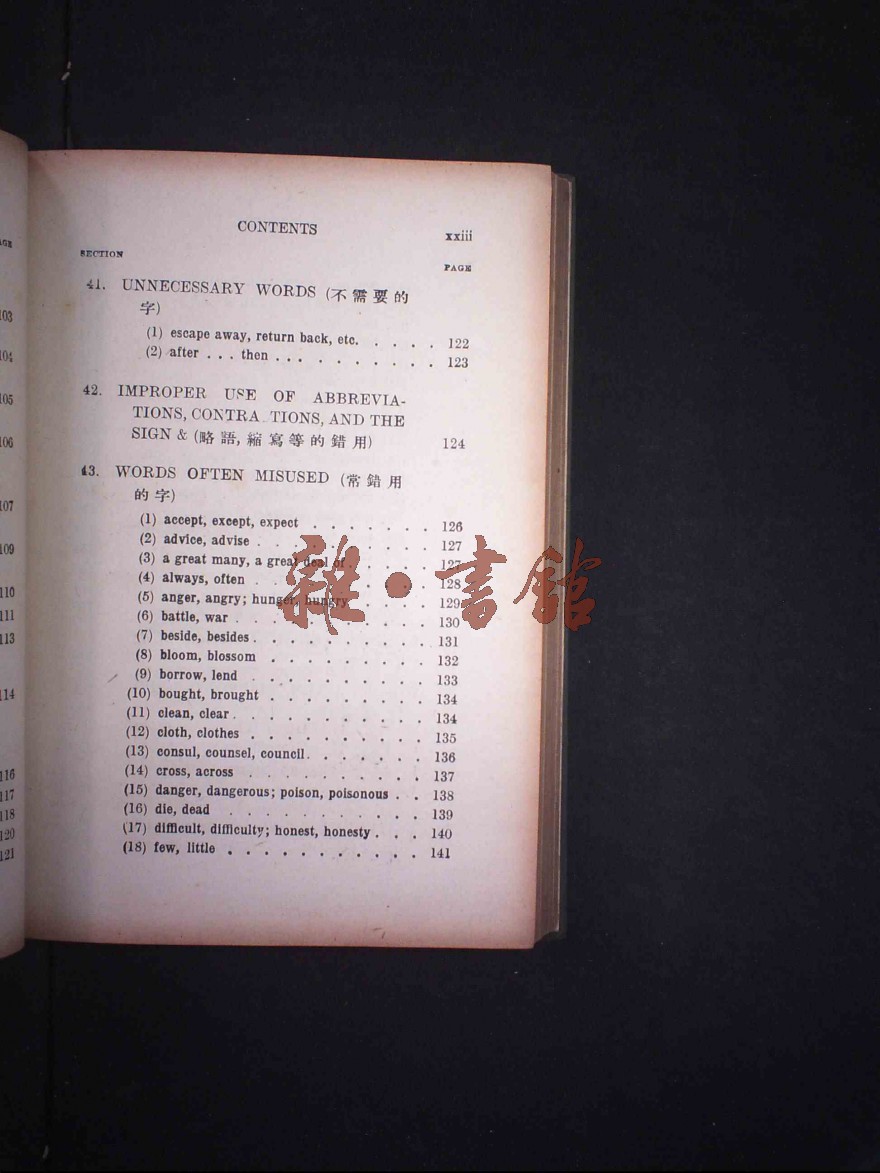 CONTENTS
xxiii
SECTION
PAGE
41. UNNECESSARY WORDS (不需要的
字)
(1) escape away, return back, etc. . . . . 122
(2) after . . . then . . . . . . . . . 123
42. IMPROPER USE OF ABBREVIA-
TIONS, CONTRA TIONS, AND THE
SIGN & (略語, 縮寫等的錯用) 124
43. WORDS OFTEN MISUSED (常錯用
的字)
(1) accept, except, expect . . . . . . . 126
(2) advice, advise . . . . . . . . . 127
(3) a great many, a great deal of . . . . . 127
(4) always, often . . . . . . . . . 128
(5) anger, angry; hunger, hungry . . . . . 129
(6) battle, war . . . . . . . . . . 130
(7) beside, besides . . . . . . . . . 131
(8) bloom, blossom . . . . . . . . 132
(9) borrow, lend . . . . . . . . . 133
(10) bought, brought . . . . . . . . 134
(11) clean, clear . . . . . . . . . . 134
(12) cloth, clothes . . . . . . . . . 135
(13) consul, counsel, council . . . . . . . 136
(14) cross, across . . . . . . . . . 137
(15) danger, dangerous; poison, poisonous . . 138
(16) die, dead . . . . . . . . . . 139
(17) difficult, difficulty; honest, honesty . . . 140
(18) few, little . . . . . . . . . . 141
雜·書館
103
104
105
106
107
109
110
111
113
114
116
117
118
120
121